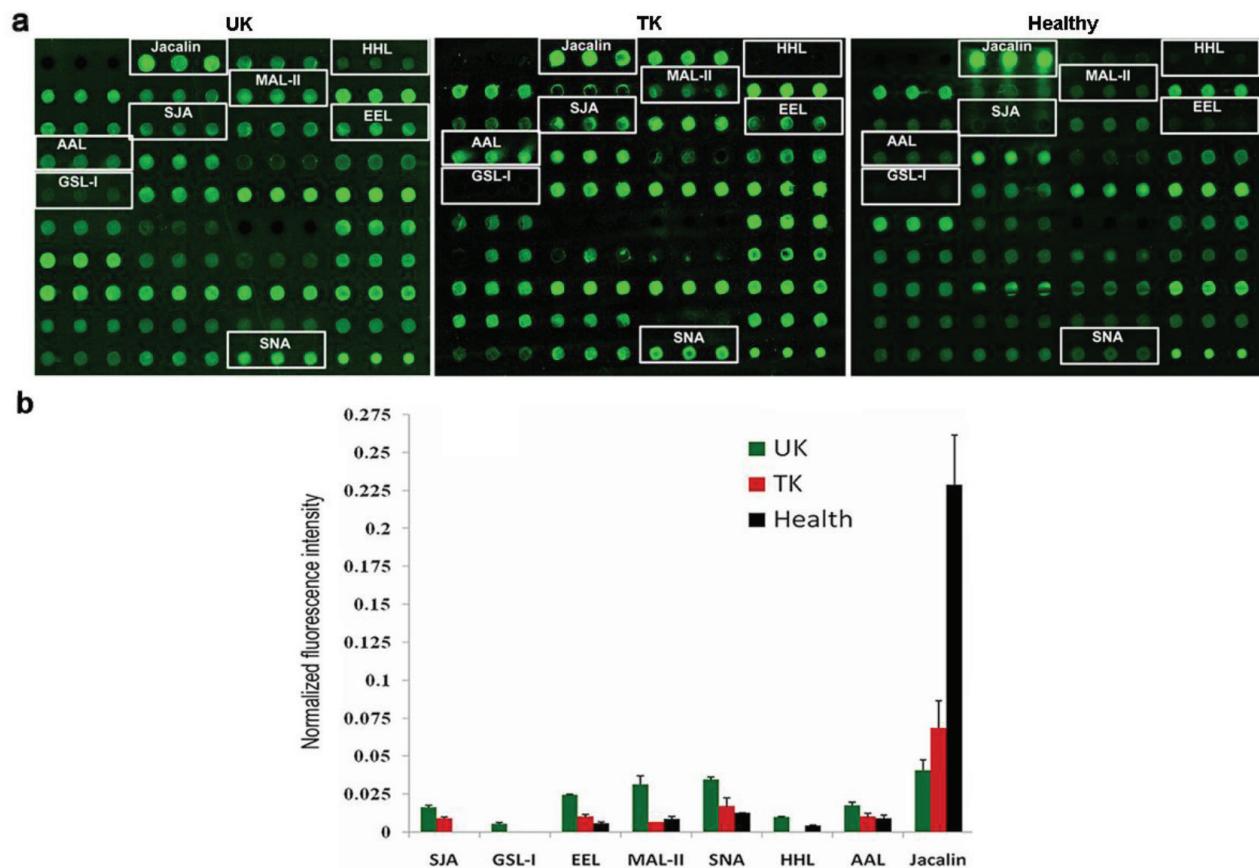 a
UK
TK
Healthy
Jacalin
HHL
MAL-II
SJA
EEL
AAL
GSL-I
SNA
Jacalin
HHL
MAL-II
SJA
EEL
AAL
GSL-I
SNA
Jacalin
HHL
MAL-II
SJA
EEL
AAL
GSL-I
SNA
b
Normalized fluorescence intensity
0.275
0.25
0.225
0.2
0.175
0.15
0.125
0.1
0.075
0.05
0.025
0
UK
TK
Health
SJA GSL-I EEL MAL-II SNA HHL AAL Jacalin